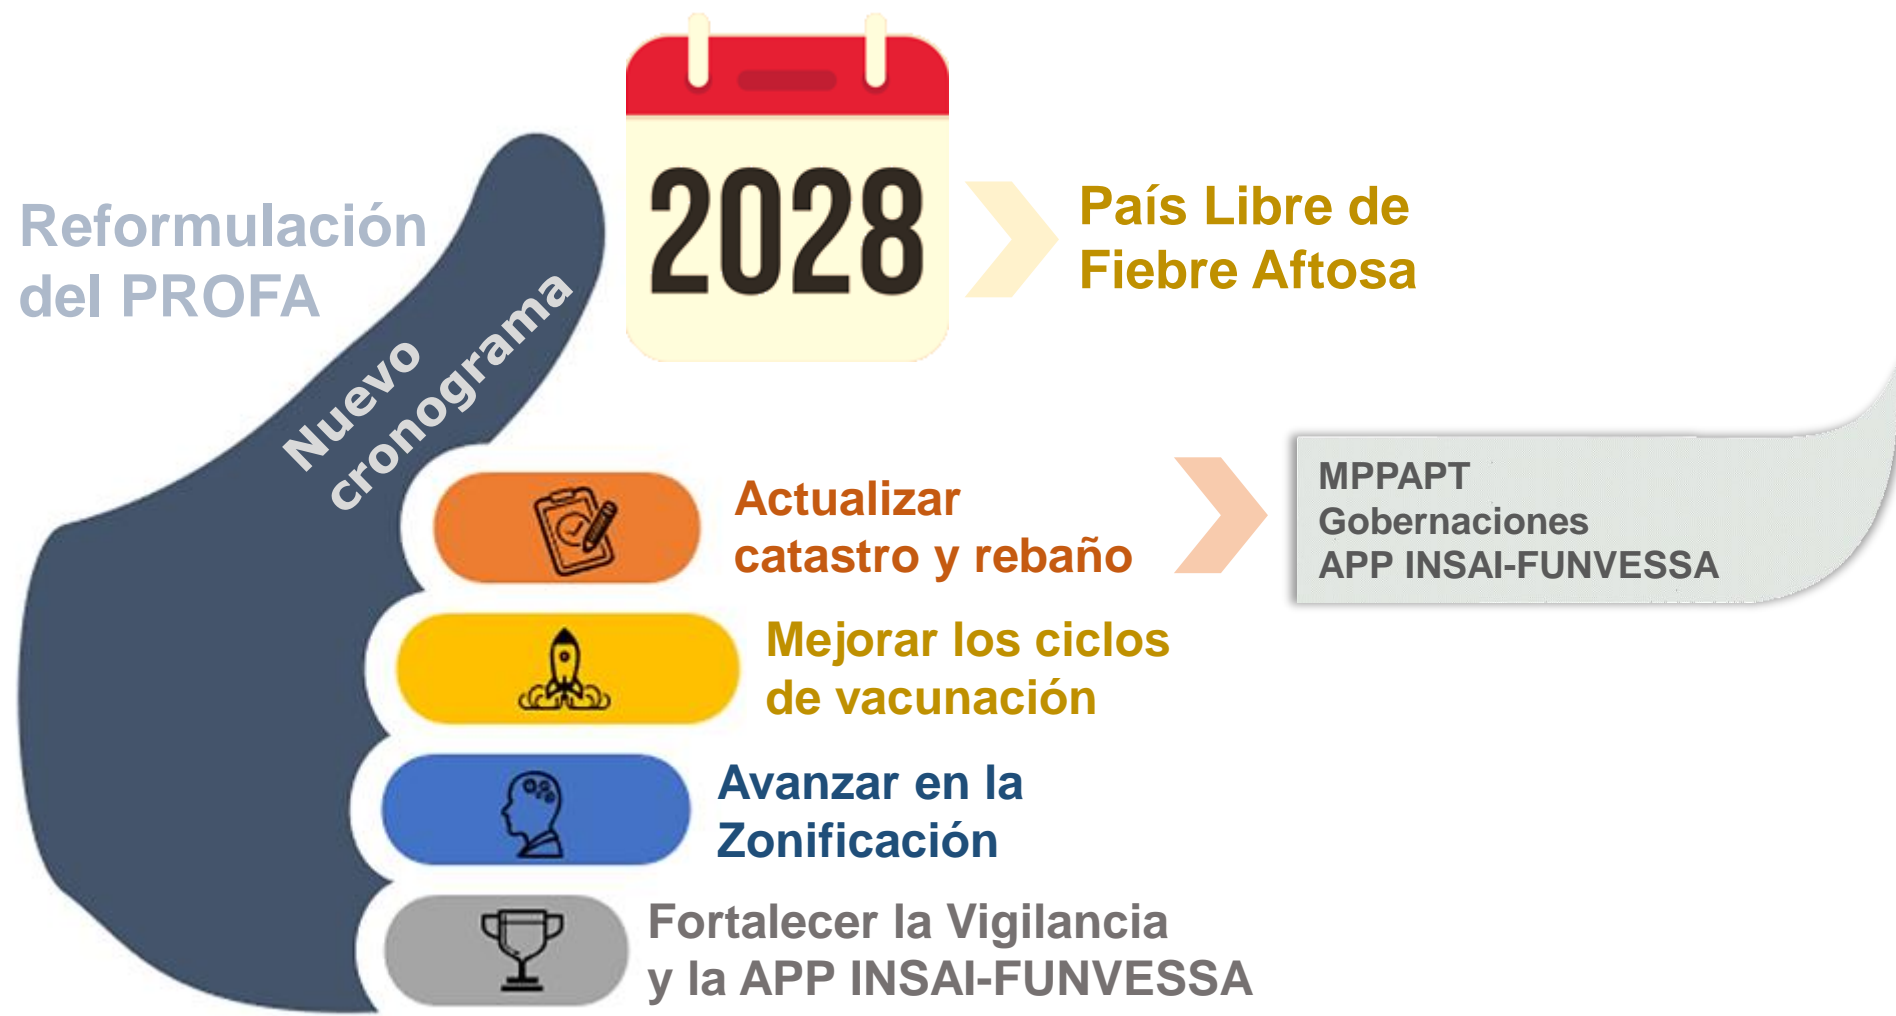 Reformulación
del PROFA
Nuevo
cronograma
2028
País Libre de
Fiebre Aftosa
Actualizar
catastro y rebaño
MPPAPT
Gobernaciones
APP INSAI-FUNVESSA
Mejorar los ciclos
de vacunación
Avanzar en la
Zonificación
Fortalecer la Vigilancia
y la APP INSAI-FUNVESSA